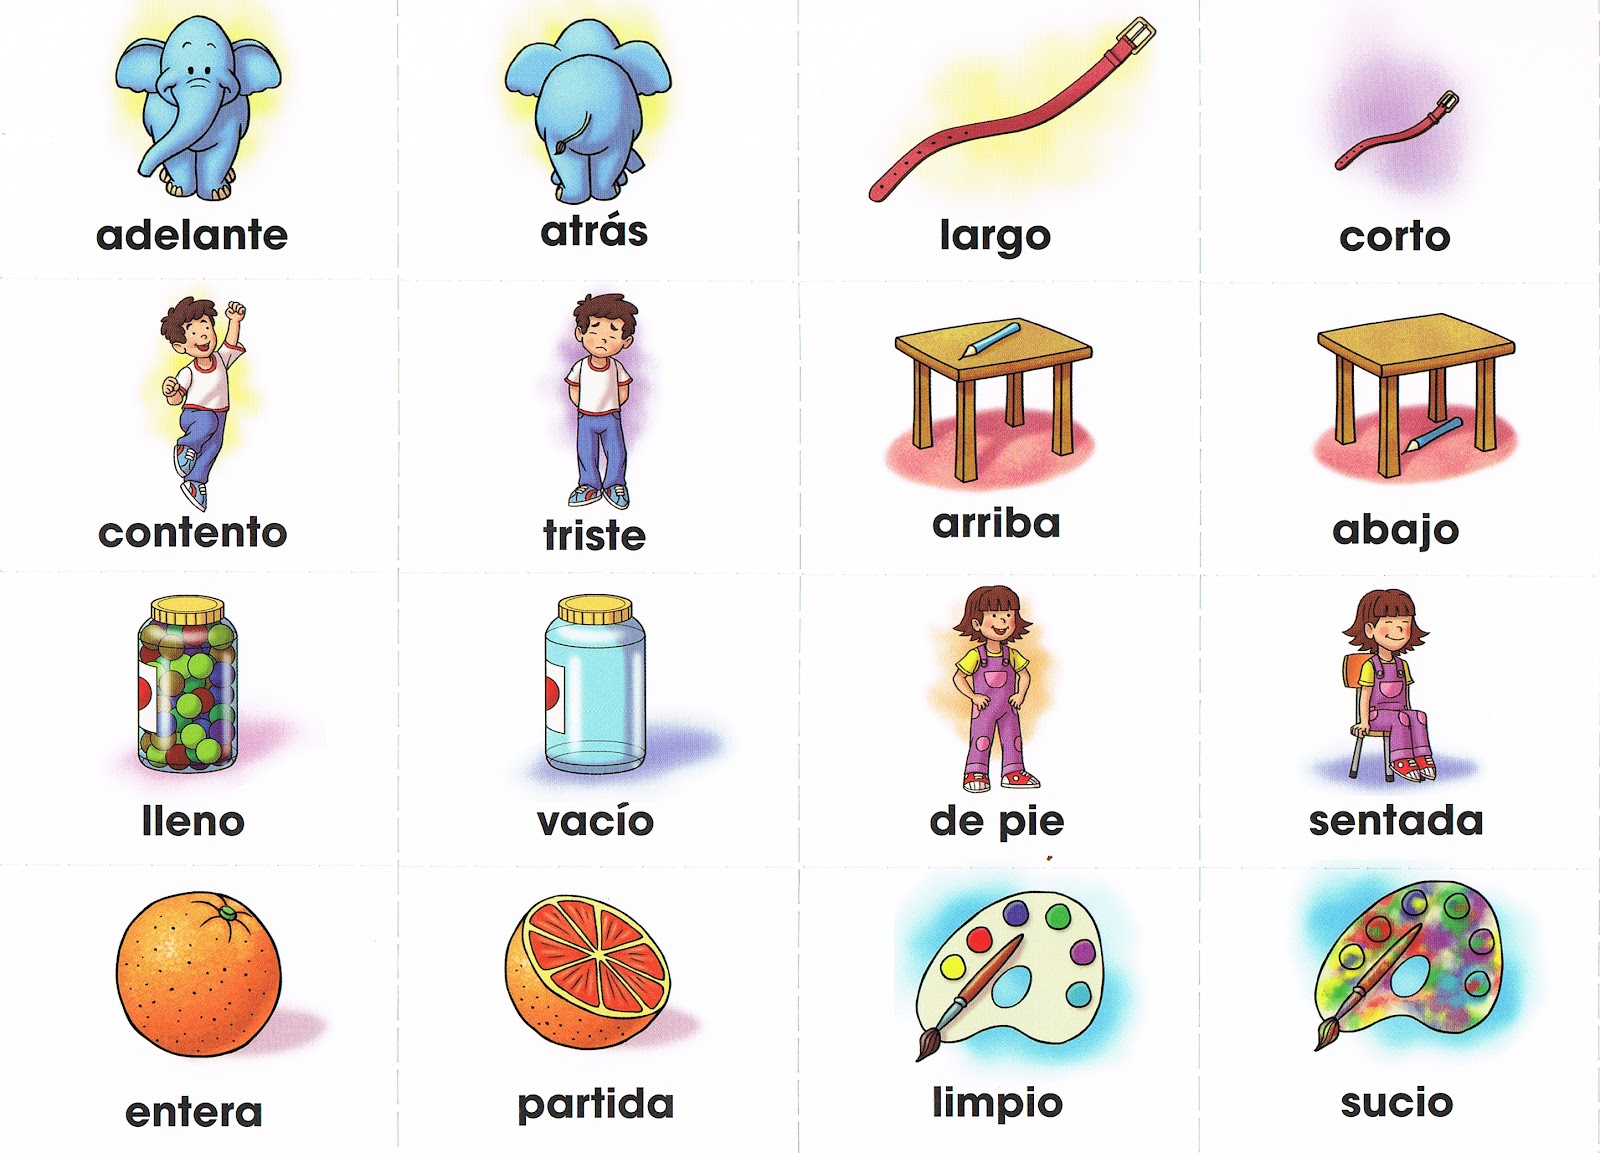 adelante
atrás
largo
corto
contento
triste
arriba
abajo
lleno
vacío
de pie
sentada
entera
partida
limpio
sucio